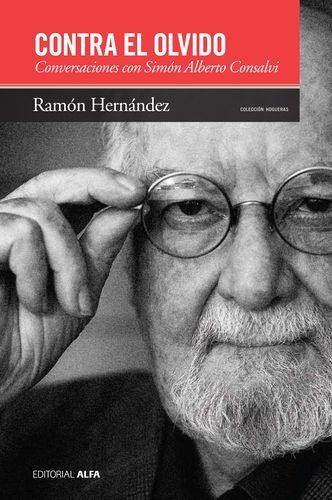 CONTRA EL OLVIDO
Conversaciones con Simón Alberto Consalvi
Ramón Hernández
COLECCIÓN HOGUERAS
EDITORIAL ALFA